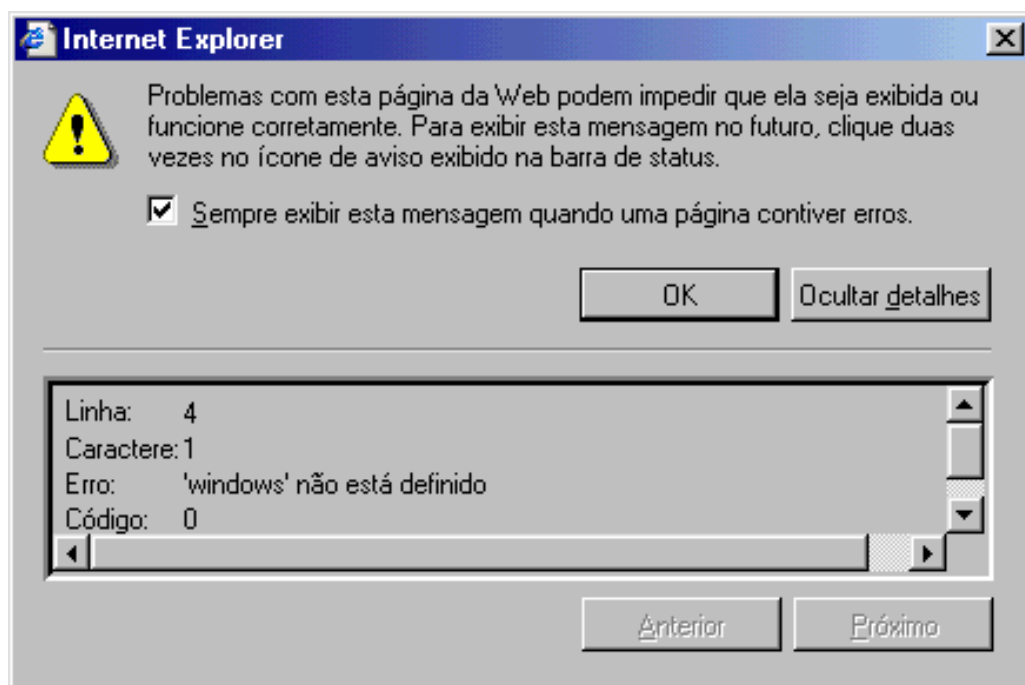 Internet Explorer
Problemas com esta página da Web podem impedir que ela seja exibida ou
funcione corretamente. Para exibir esta mensagem no futuro, clique duas
vezes no ícone de aviso exibido na barra de status.
Sempre exibir esta mensagem quando uma página contiver erros.
OK
Ocultar detalhes
Linha: 4
Caractere: 1
Erro: 'windows' não está definido
Código: 0
Anterior
Próximo